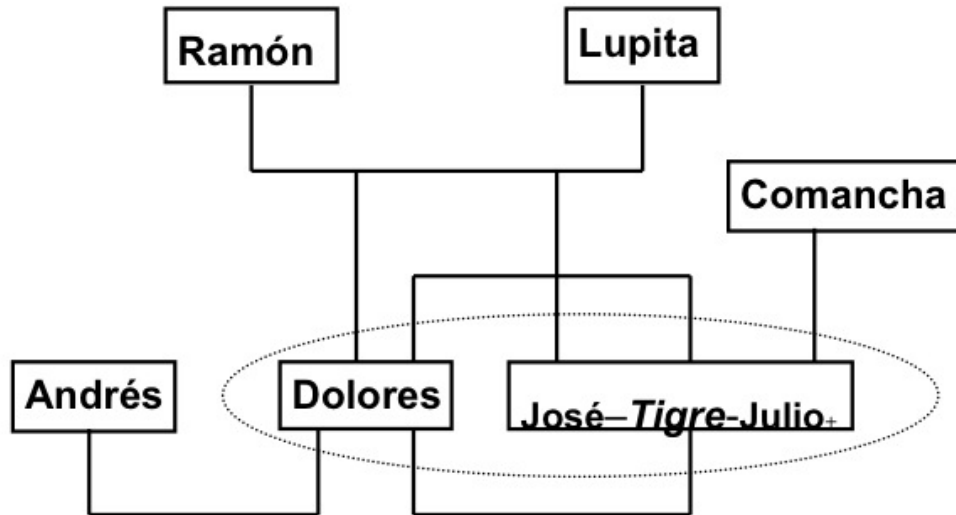 Ramón
Lupita
Comancha
Andrés
Dolores
José–Tigre-Julio+